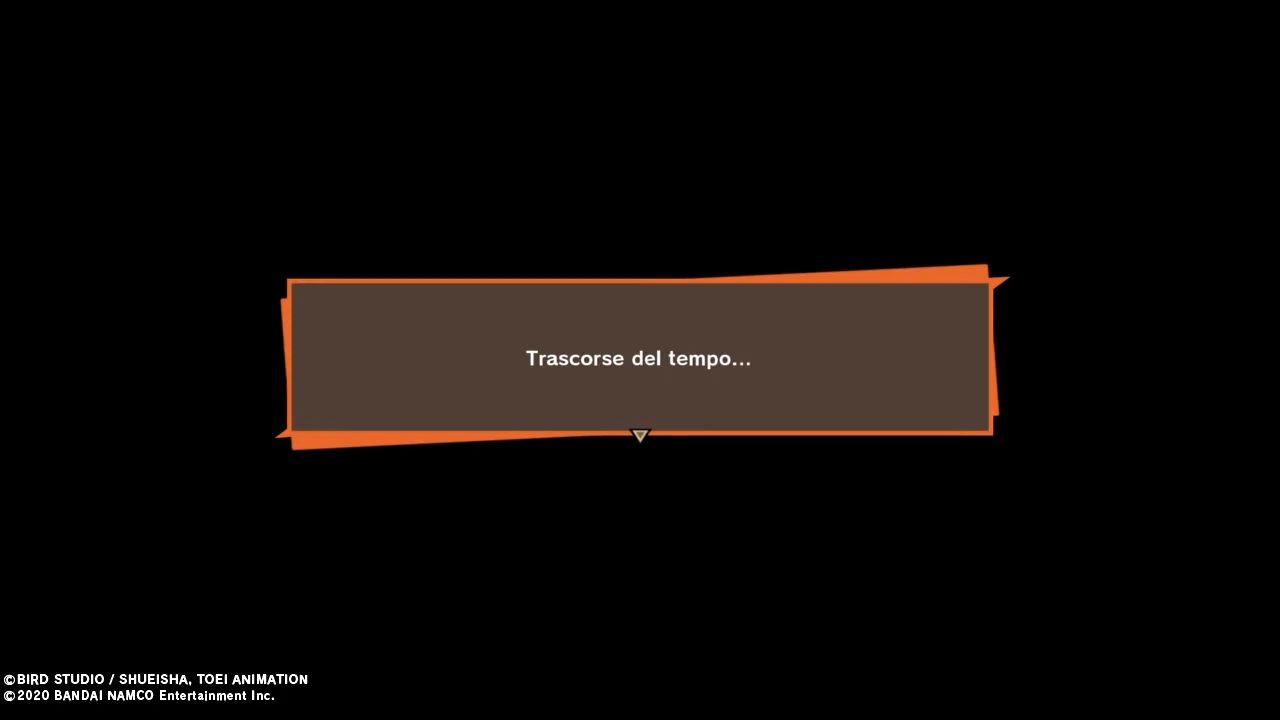 Trascorse del tempo...
©BIRD STUDIO / SHUEISHA, TOEI ANIMATION
©2020 BANDAI NAMCO Entertainment Inc.